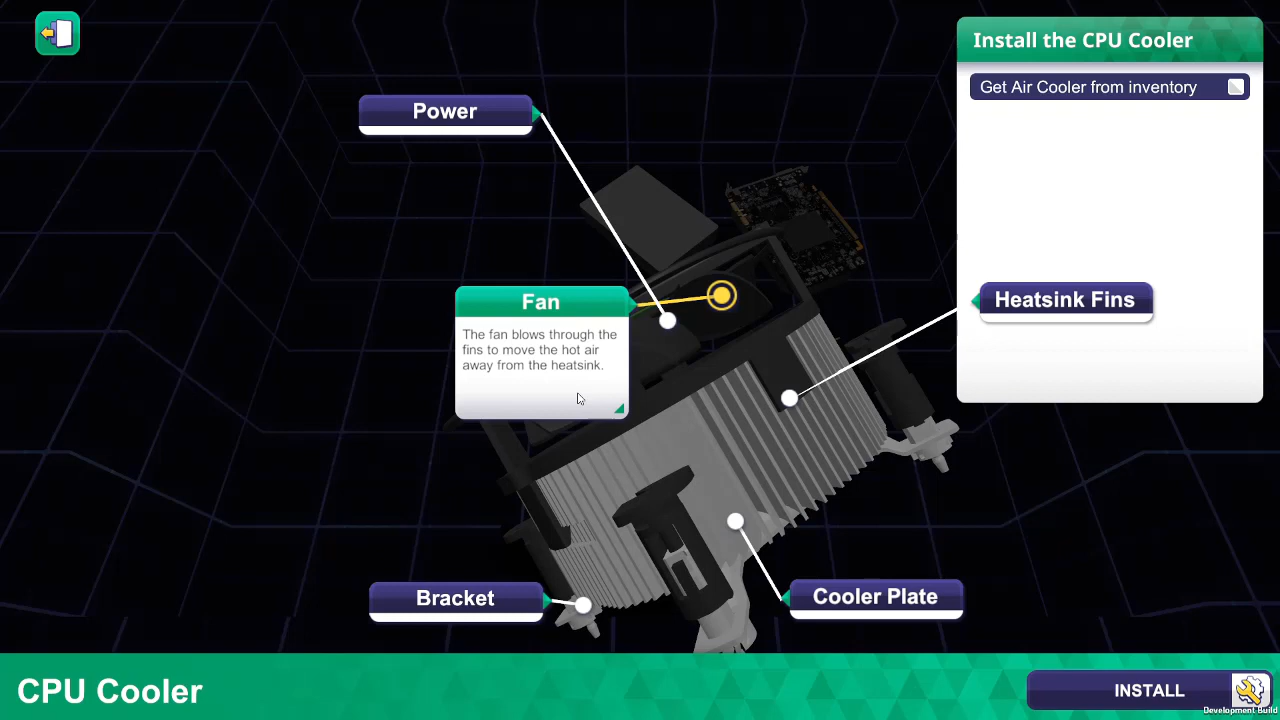 Install the CPU Cooler
Get Air Cooler from inventory
Power
Fan
The fan blows through the
fins to move the hot air
away from the heatsink.
Heatsink Fins
Bracket
Cooler Plate
CPU Cooler
INSTALL
Development Build